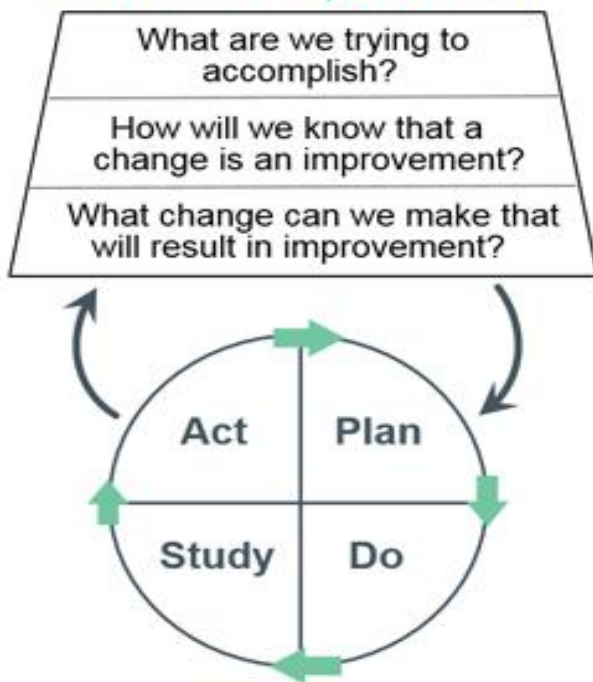 What are we trying to
accomplish?
How will we know that a
change is an improvement?
What change can we make that
will result in improvement?
Act
Plan
Study
Do